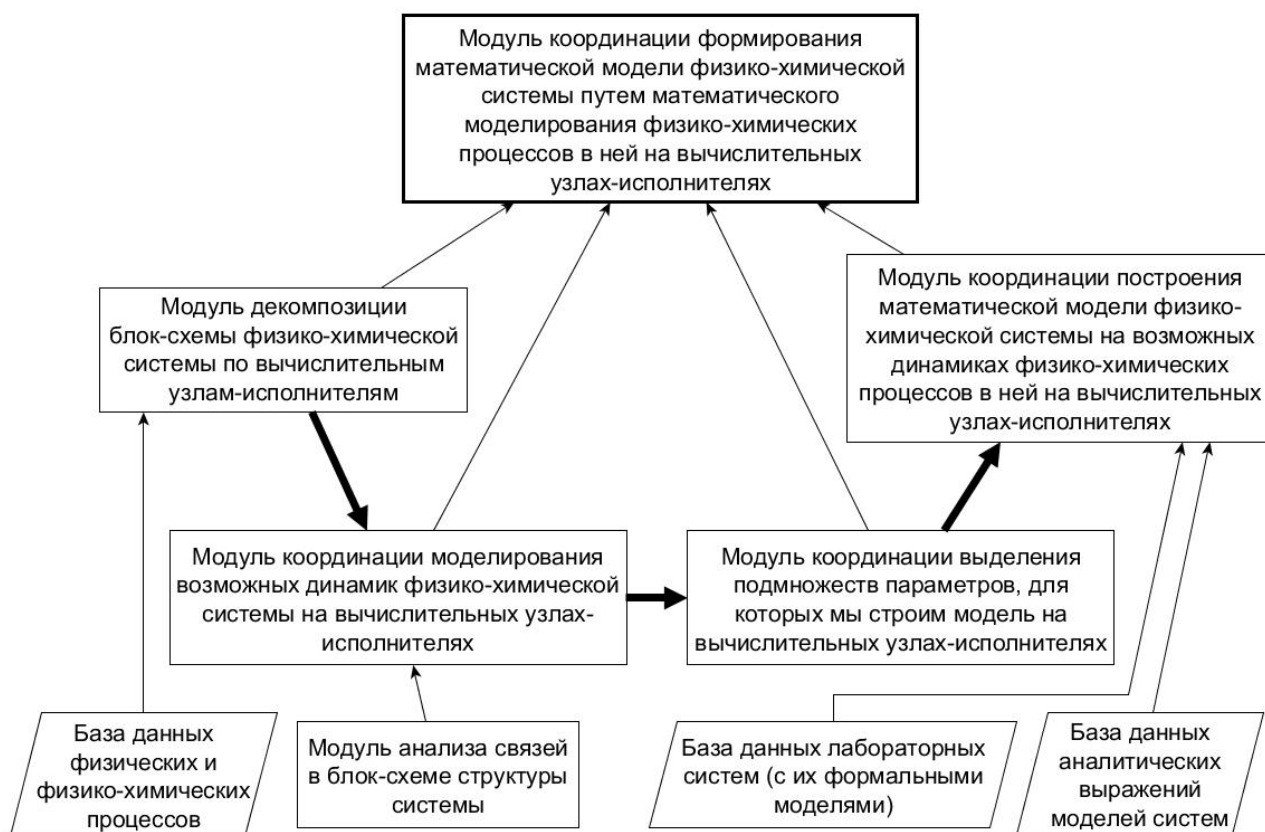 Модуль координации формирования
математической модели физико-химической
системы путем математического
моделирования физико-химических
процессов в ней на вычислительных
узлах-исполнителях
Модуль декомпозиции
блок-схемы физико-химической
системы по вычислительным
узлам-исполнителям
Модуль координации построения
математической модели физико-
химической системы на возможных
динамиках физико-химических
процессов в ней на вычислительных
узлах-исполнителях
Модуль координации моделирования
возможных динамик физико-химической
системы на вычислительных узлах-
исполнителях
Модуль координации выделения
подмножеств параметров, для
которых мы строим модель на
вычислительных узлах-исполнителях
База данных
физических и
физико-химических
процессов
Модуль анализа связей
в блок-схеме структуры
системы
База данных лабораторных
систем (с их формальными
моделями)
База данных
аналитических
выражений
моделей систем